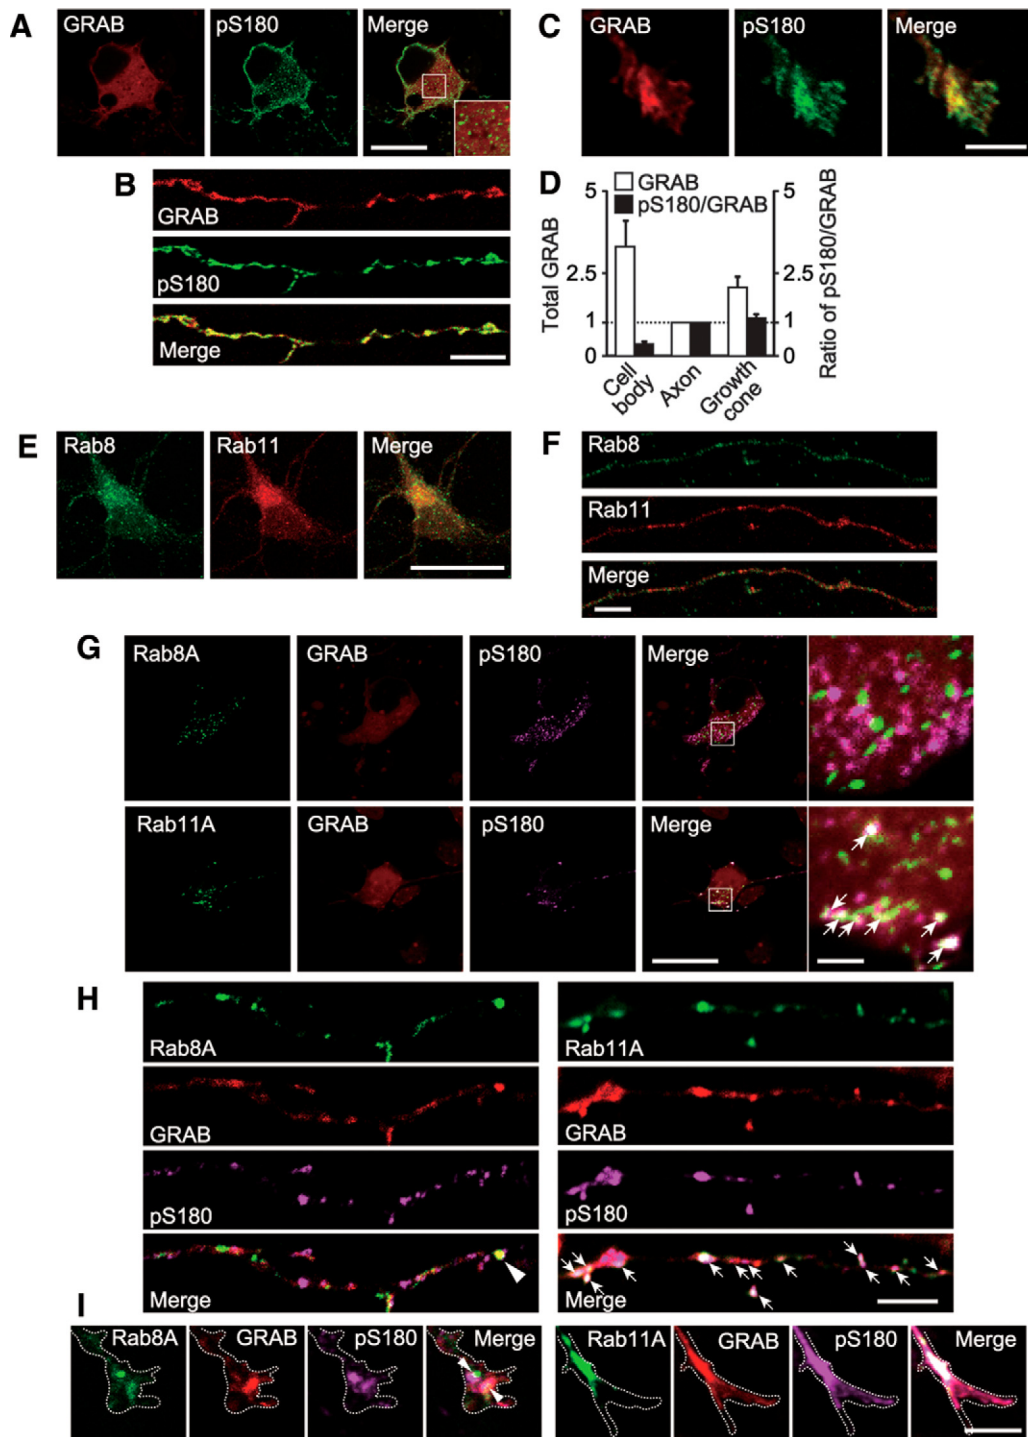 A
GRAB
pS180
Merge
C
GRAB
pS180
Merge
B
GRAB
pS180
Merge
D
GRAB
pS180/GRAB
Total GRAB
Ratio of pS180/GRAB
5
2.5
1
0
5
2.5
1
0
Cell body
Axon
Growth cone
E
Rab8
Rab11
Merge
F
Rab8
Rab11
Merge
G
Rab8A
GRAB
pS180
Merge
Rab11A
GRAB
pS180
Merge
H
Rab8A
GRAB
pS180
Merge
Rab11A
GRAB
pS180
Merge
I
Rab8A
GRAB
pS180
Merge
Rab11A
GRAB
pS180
Merge